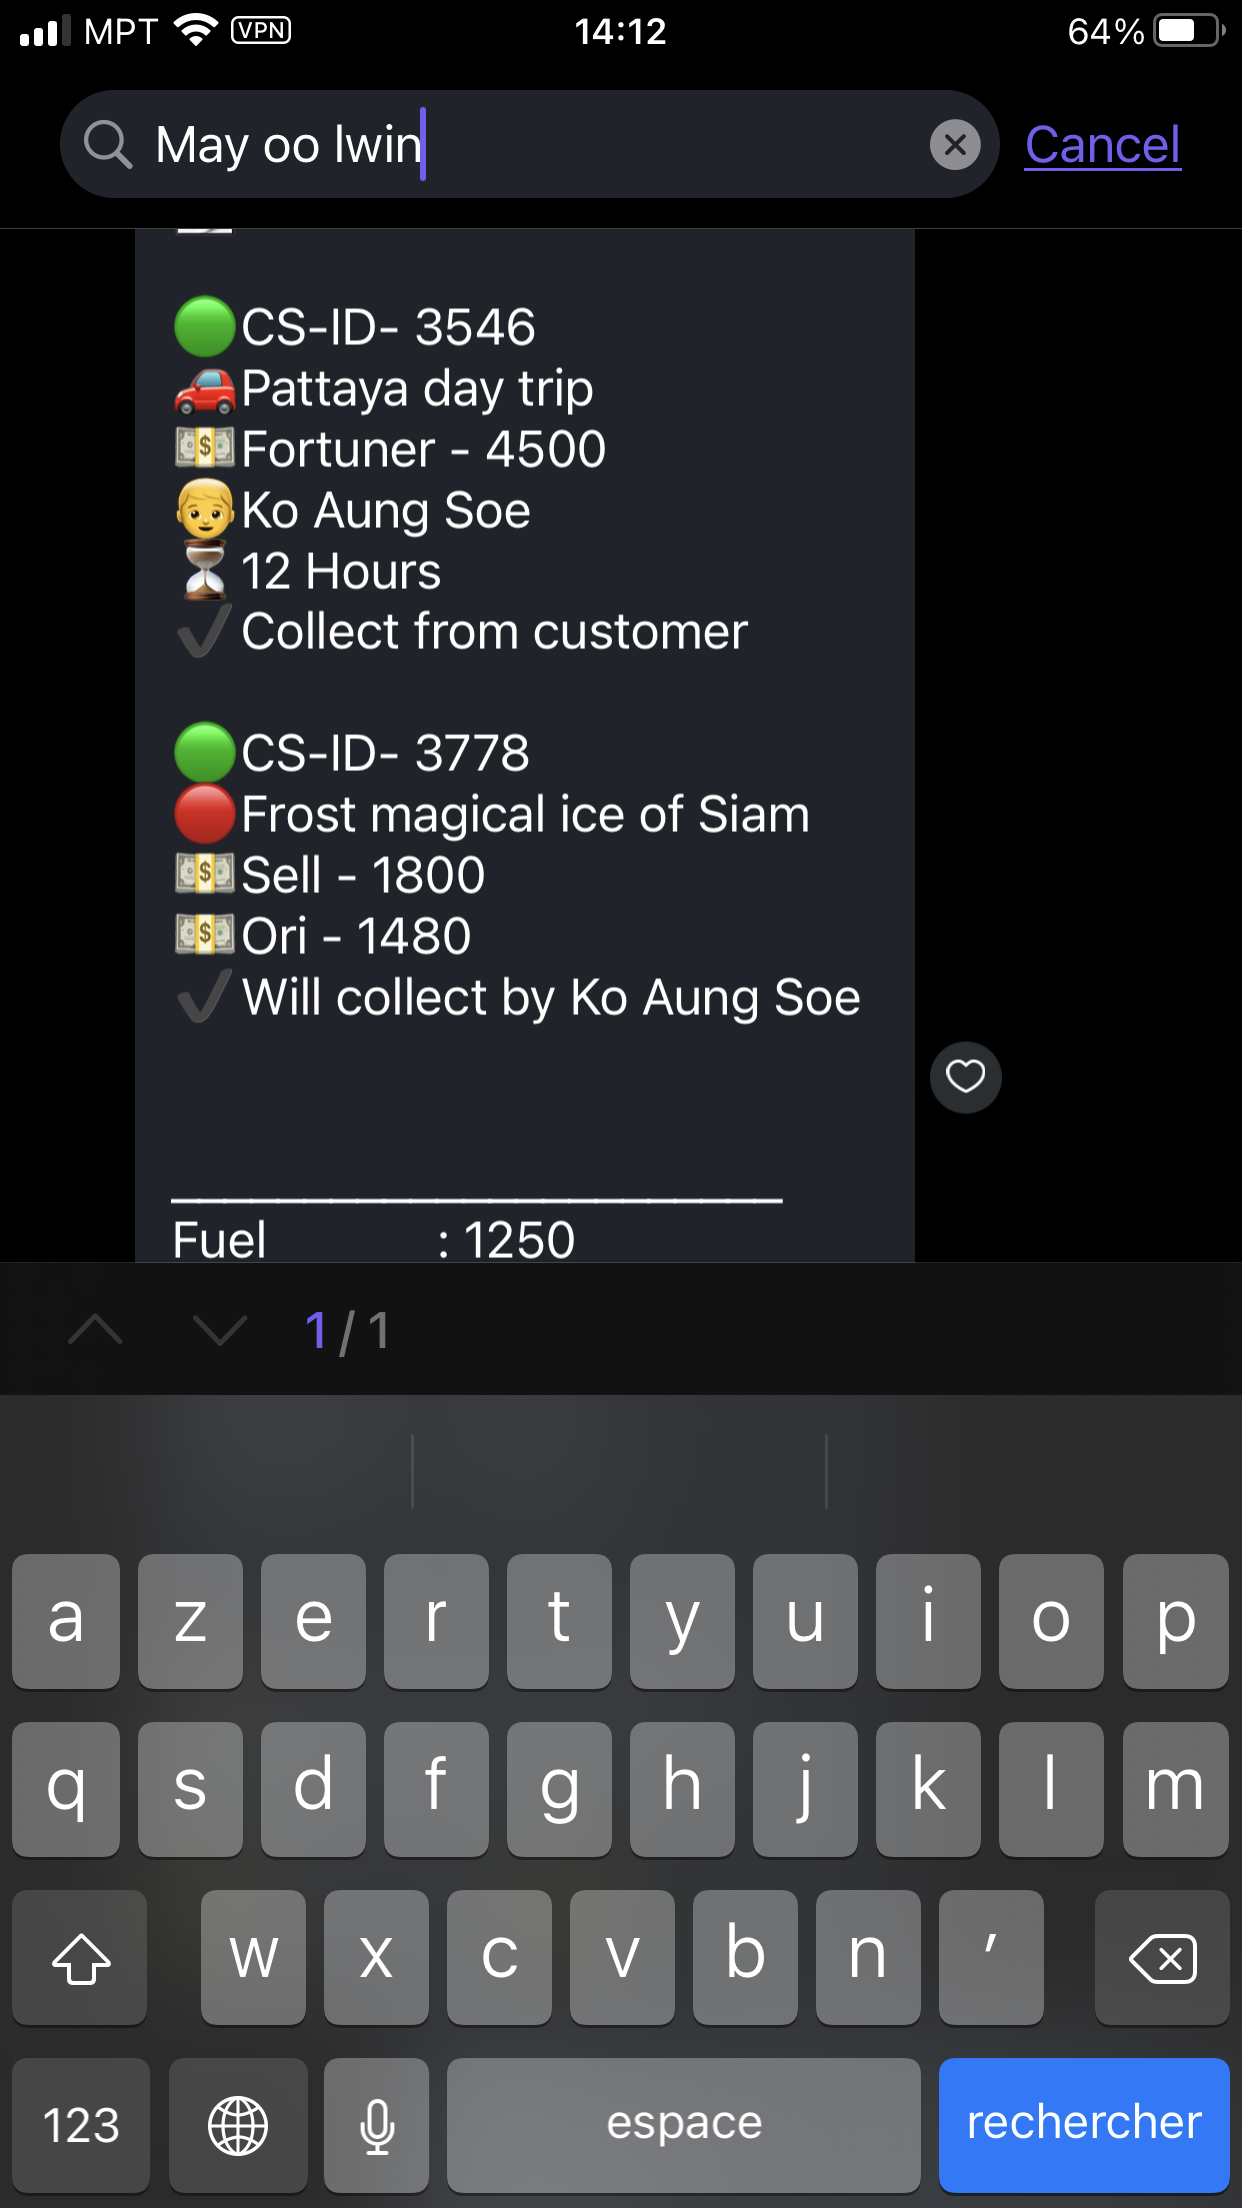 MPT VPN 14:12 64%
May oo lwin Cancel
CS-ID- 3546
Pattaya day trip
Fortuner - 4500
Ko Aung Soe
12 Hours
Collect from customer
CS-ID- 3778
Frost magical ice of Siam
Sell - 1800
Ori - 1480
Will collect by Ko Aung Soe
Fuel : 1250
1 / 1
a z e r t y u i o p
q s d f g h j k l m
w x c v b n ’
123 espace rechercher